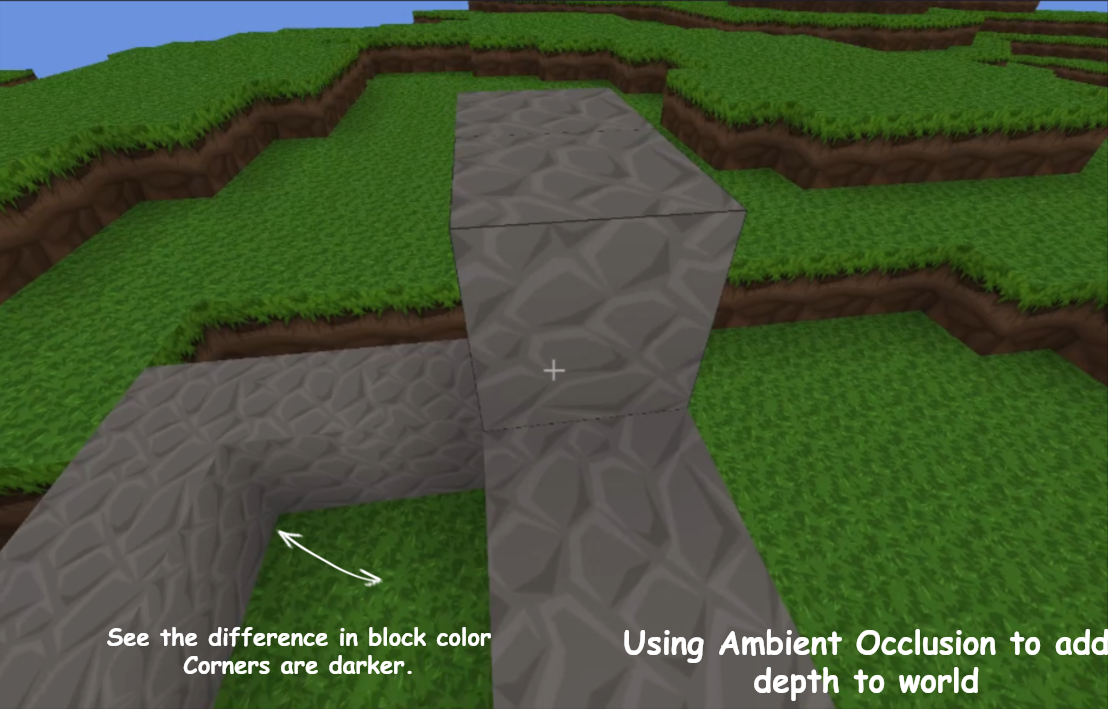 See the difference in block color
Corners are darker.
Using Ambient Occlusion to add
depth to world